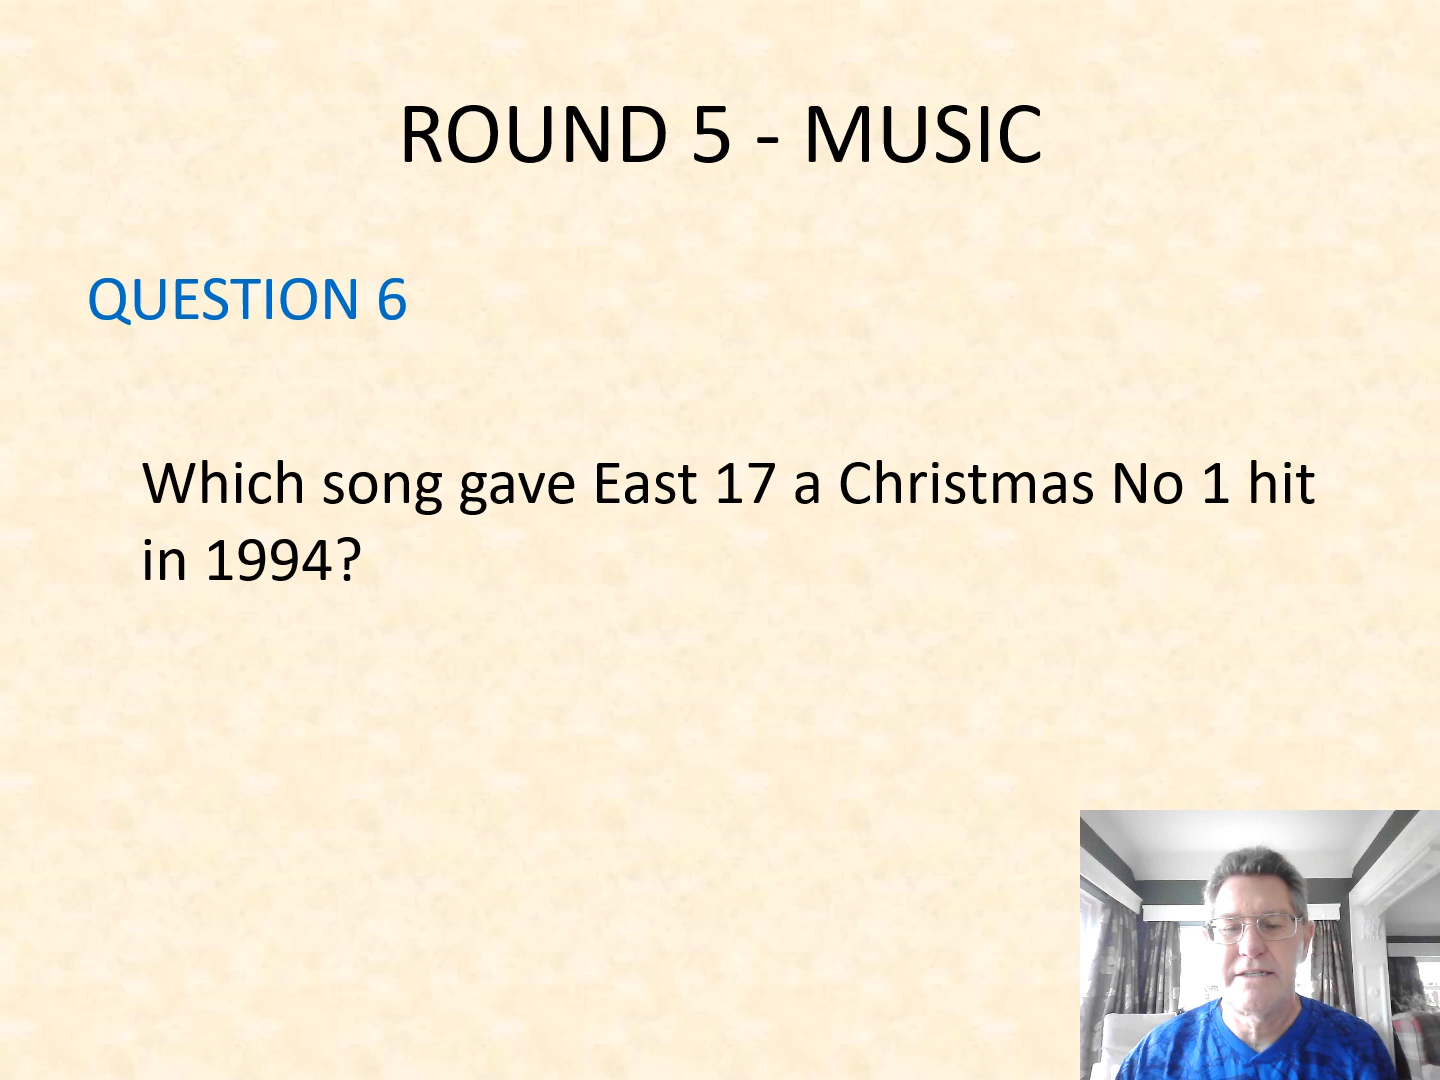 ROUND 5 - MUSIC
QUESTION 6
Which song gave East 17 a Christmas No 1 hit
in 1994?